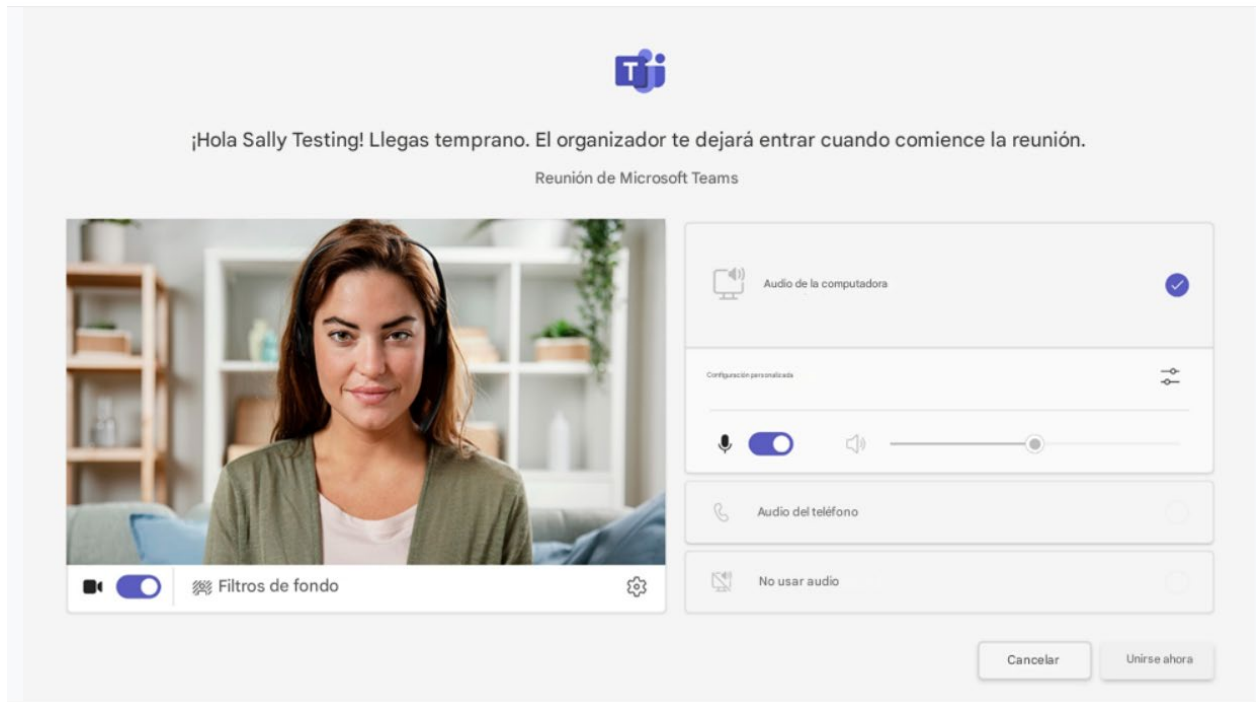 T
¡Hola Sally Testing! Llegas temprano. El organizador te dejará entrar cuando comience la reunión.
Reunión de Microsoft Teams
Audio de la computadora
Configuración personalizada
Audio del teléfono
Filtros de fondo
No usar audio
Cancelar
Unirse ahora